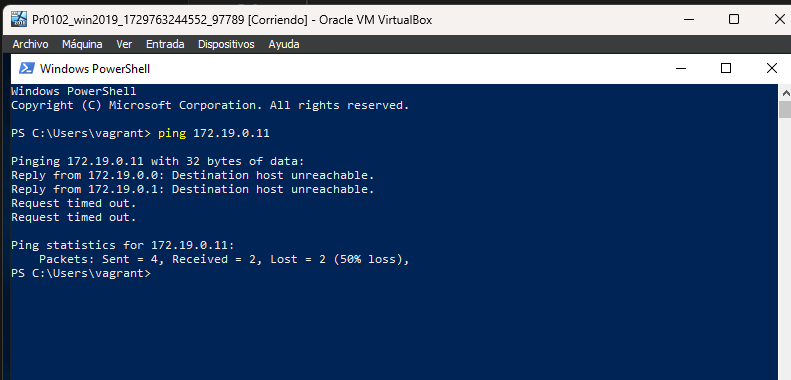 Pr0102_win2019_1729763244552_97789 [Corriendo] - Oracle VM VirtualBox
Archivo Máquina Ver Entrada Dispositivos Ayuda
Windows PowerShell
Windows PowerShell
Copyright (C) Microsoft Corporation. All rights reserved.
PS C:\Users\vagrant> ping 172.19.0.11
Pinging 172.19.0.11 with 32 bytes of data:
Reply from 172.19.0.0: Destination host unreachable.
Reply from 172.19.0.1: Destination host unreachable.
Request timed out.
Request timed out.
Ping statistics for 172.19.0.11:
    Packets: Sent = 4, Received = 2, Lost = 2 (50% loss),
PS C:\Users\vagrant>